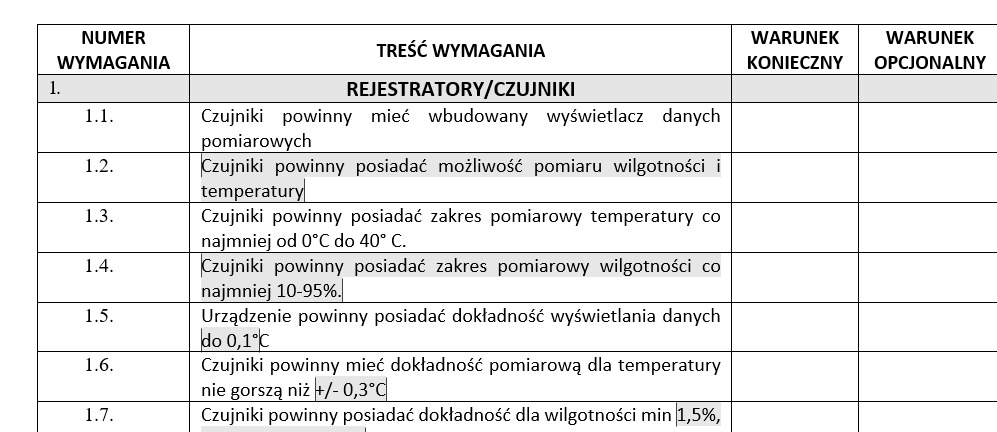 NUMER WYMAGANIA
TREŚĆ WYMAGANIA
WARUNEK KONIECZNY
WARUNEK OPCJONALNY
1.
REJESTRATORY/CZUJNIKI
1.1.
Czujniki powinny mieć wbudowany wyświetlacz danych
pomiarowych
1.2.
Czujniki powinny posiadać możliwość pomiaru wilgotności i
temperatury
1.3.
Czujniki powinny posiadać zakres pomiarowy temperatury co
najmniej od 0°C do 40° C.
1.4.
Czujniki powinny posiadać zakres pomiarowy wilgotności co
najmniej 10-95%.
1.5.
Urządzenie powinny posiadać dokładność wyświetlania danych
do 0,1°C
1.6.
Czujniki powinny mieć dokładność pomiarową dla temperatury
nie gorszą niż +/- 0,3°C
1.7.
Czujniki powinny posiadać dokładność dla wilgotności min 1,5%,